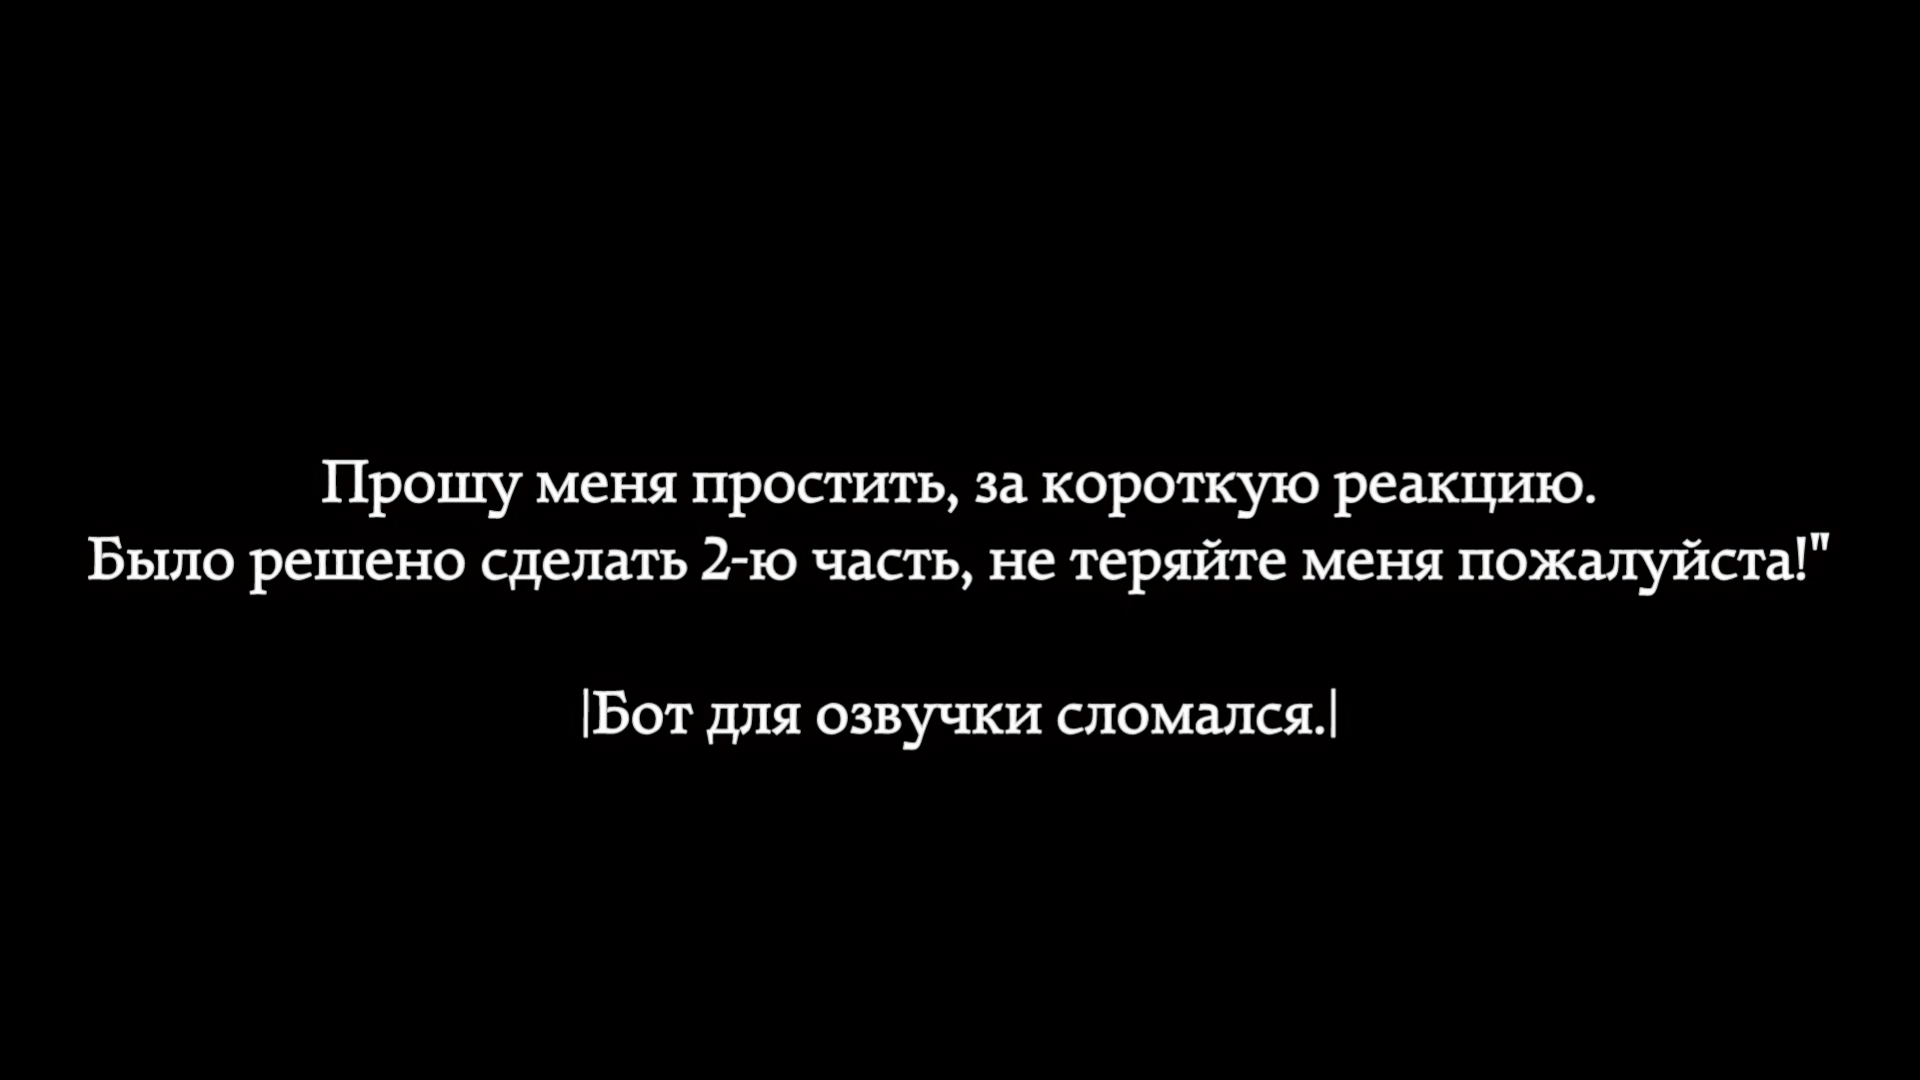 Прошу меня простить, за короткую реакцию.
Было решено сделать 2-ю часть, не теряйте меня пожалуйста!"
|Бот для озвучки сломался.|